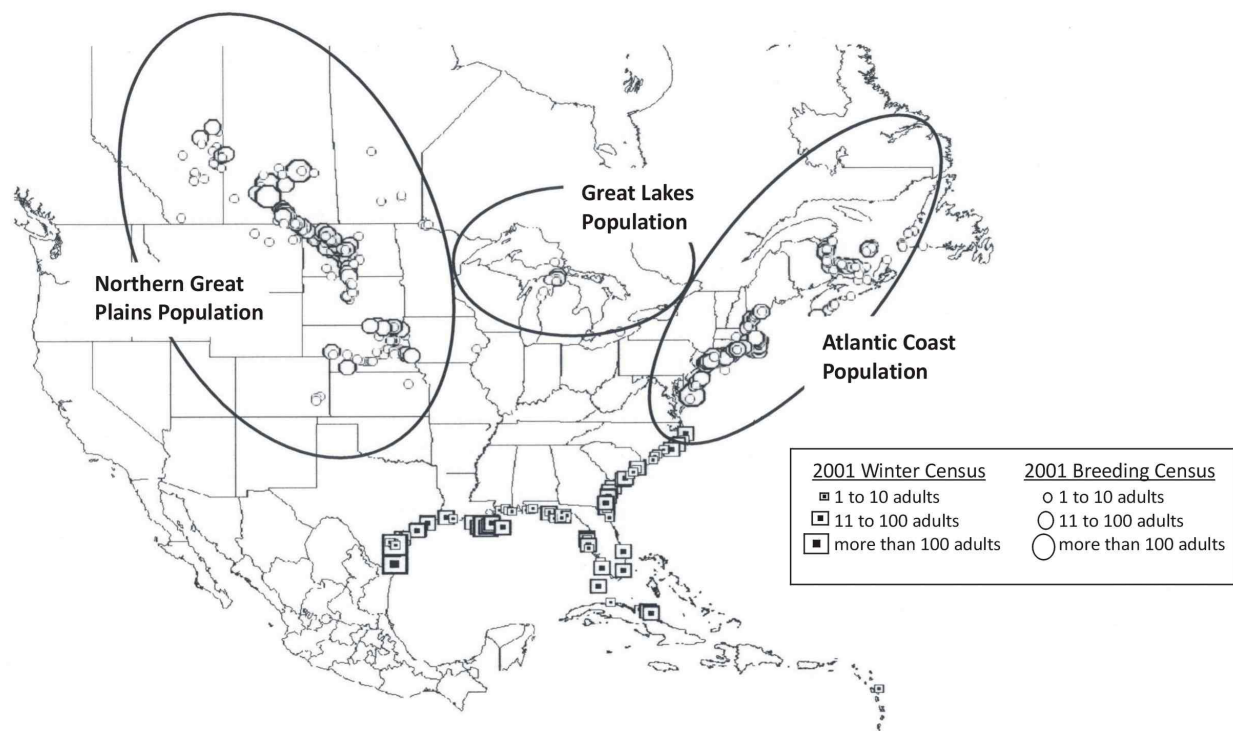 Great Lakes
Population
Northern Great
Plains Population
Atlantic Coast
Population
2001 Winter Census
1 to 10 adults
11 to 100 adults
more than 100 adults
2001 Breeding Census
1 to 10 adults
11 to 100 adults
more than 100 adults